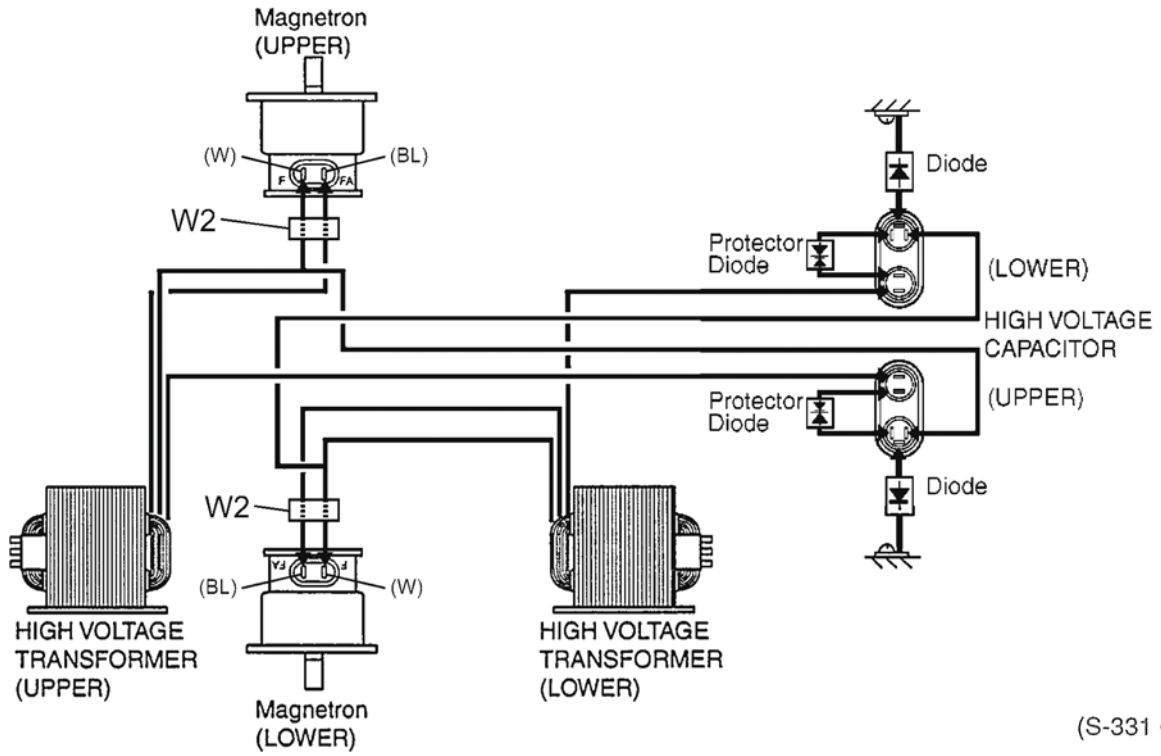 Magnetron
(UPPER)
(W)
(BL)
F
FA
W2
Diode
Protector
Diode
(LOWER)
HIGH VOLTAGE
CAPACITOR
Protector
Diode
(UPPER)
Diode
W2
FA
F
(BL)
(W)
HIGH VOLTAGE
TRANSFORMER
(UPPER)
HIGH VOLTAGE
TRANSFORMER
(LOWER)
Magnetron
(LOWER)
(S-331